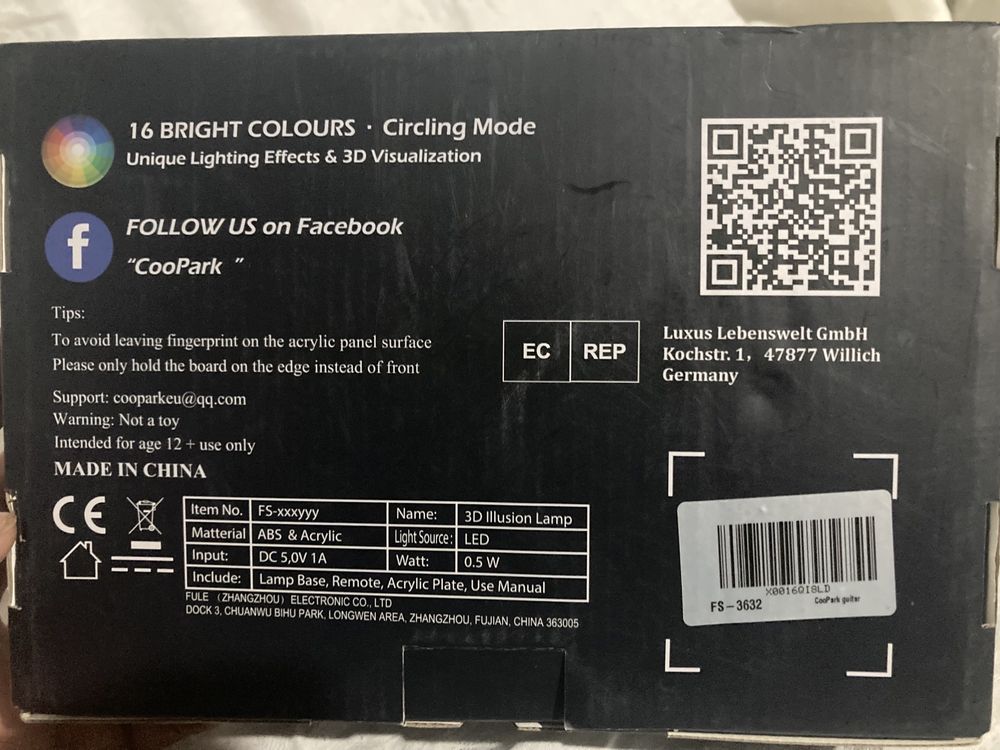 16 BRIGHT COLOURS · Circling Mode
Unique Lighting Effects & 3D Visualization
f
FOLLOW US on Facebook
“CooPark ”
Tips:
To avoid leaving fingerprint on the acrylic panel surface
Please only hold the board on the edge instead of front
Support: cooparkeu@qq.com
Warning: Not a toy
Intended for age 12 + use only
MADE IN CHINA
EC REP
Luxus Lebenswelt GmbH
Kochstr. 1, 47877 Willich
Germany
CE
Item No. FS-xxxyyy Name: 3D Illusion Lamp
Matterial ABS & Acrylic Light Source: LED
Input: DC 5,0V 1A Watt: 0.5 W
Include: Lamp Base, Remote, Acrylic Plate, Use Manual
FULE (ZHANGZHOU) ELECTRONIC CO., LTD
DOCK 3, CHUANWU BIHU PARK, LONGWEN AREA, ZHANGZHOU, FUJIAN, CHINA 363005
X0016QI8LD
FS-3632 CooPark guitar